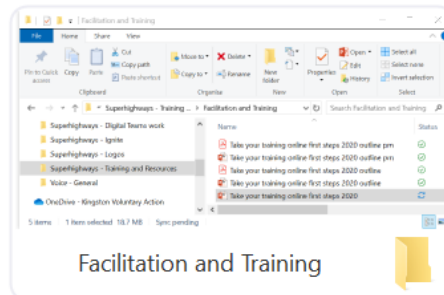 Facilitation and Training
File Home Share View
Pin to Quick access
Copy
Paste
Cut
Copy path
Paste shortcut
Clipboard
Move to
Copy to
Delete
Rename
Organise
New folder
New
Properties
Open
Edit
History
Open
Select all
Select none
Invert selection
Select
« Superhighways - Training ... > Facilitation and Training
Search Facilitation and Training
Superhighways - Digital Teams work
Superhighways - Ignite
Superhighways - Logos
Superhighways - Training and Resources
Voice - General
OneDrive - Kingston Voluntary Action
Name Status
Take your training online first steps 2020 outline pm
Take your training online first steps 2020 outline pm
Take your training online first steps 2020 outline
Take your training online first steps 2020 outline
Take your training online first steps 2020
5 items 1 item selected 18.7 MB Sync pending
Facilitation and Training